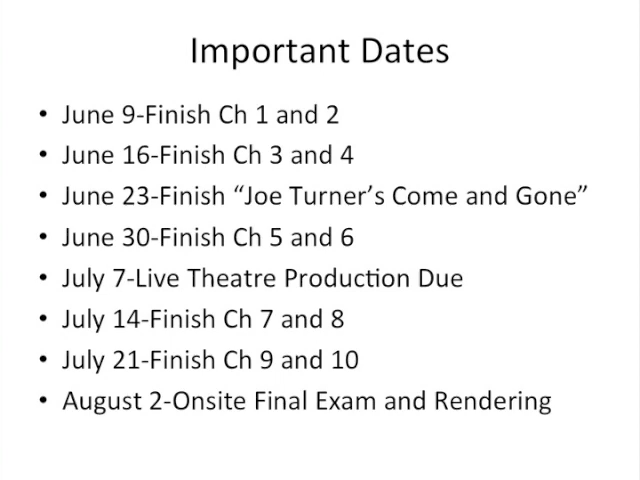 Important Dates
• June 9-Finish Ch 1 and 2
• June 16-Finish Ch 3 and 4
• June 23-Finish “Joe Turner’s Come and Gone”
• June 30-Finish Ch 5 and 6
• July 7-Live Theatre Production Due
• July 14-Finish Ch 7 and 8
• July 21-Finish Ch 9 and 10
• August 2-Onsite Final Exam and Rendering